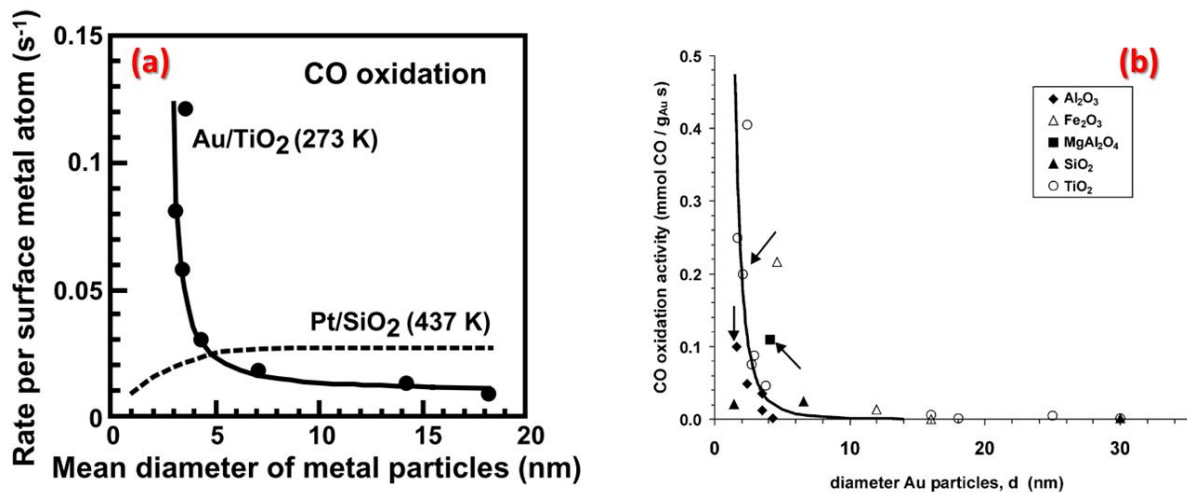 (a)
CO oxidation
Au/TiO₂ (273 K)
Pt/SiO₂ (437 K)
Rate per surface metal atom (s⁻¹)
0.15
0.1
0.05
0
0
5
10
15
20
Mean diameter of metal particles (nm)
(b)
CO oxidation activity (mmol CO / g_Au s)
0.5
0.4
0.3
0.2
0.1
0.0
Al₂O₃
Fe₂O₃
MgAl₂O₄
SiO₂
TiO₂
0
10
20
30
diameter Au particles, d (nm)